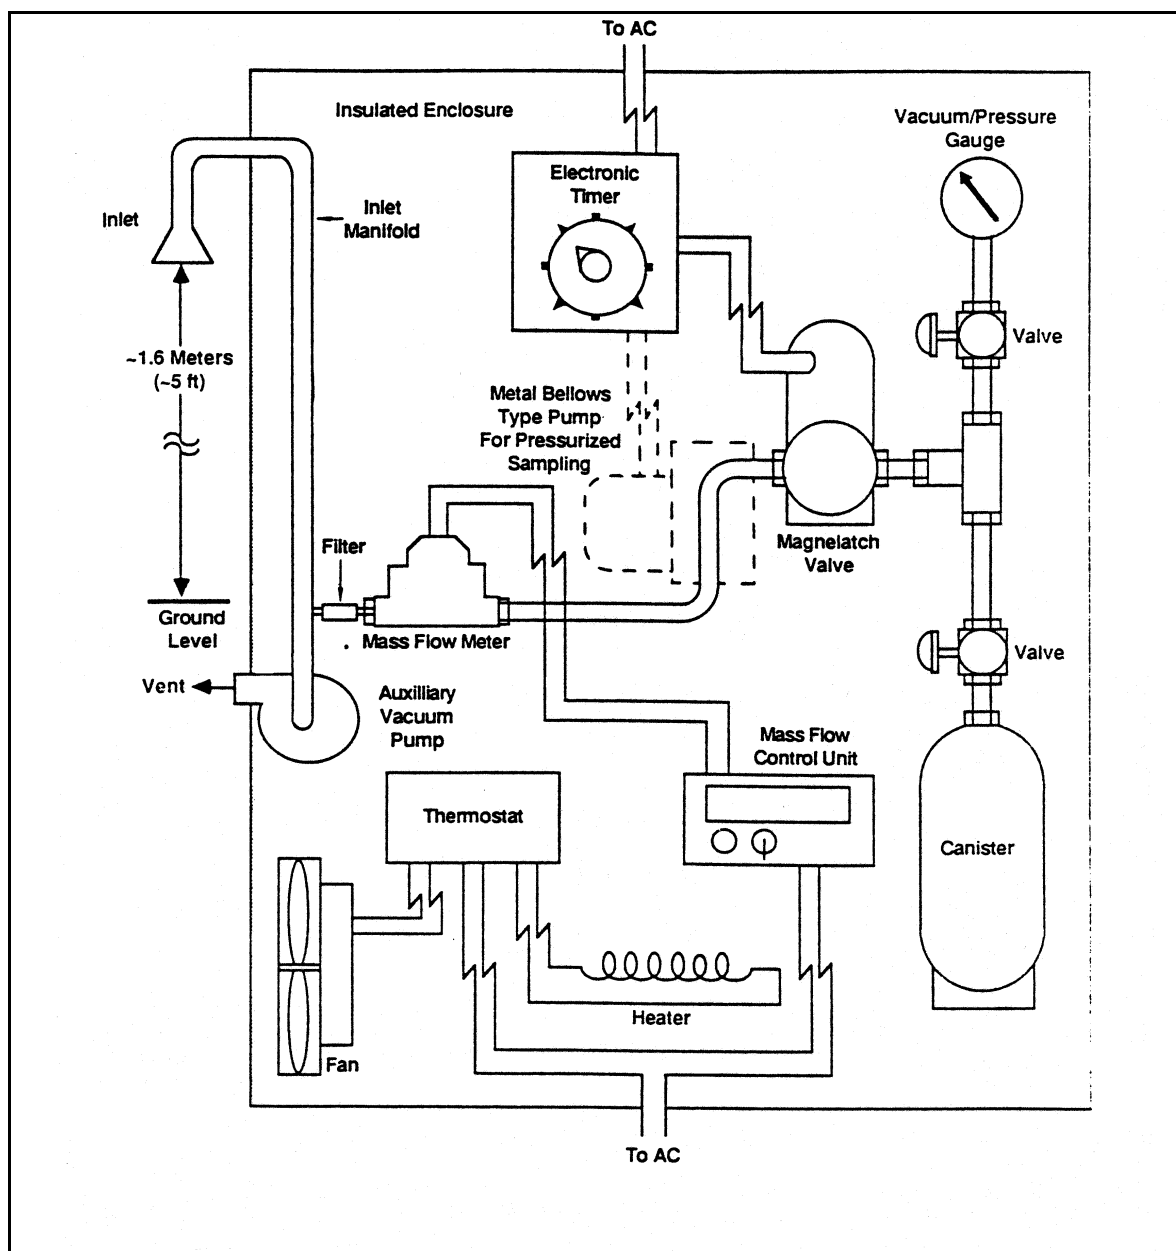 To AC
Insulated Enclosure
Vacuum/Pressure
Gauge
Electronic
Timer
Inlet
Inlet
Manifold
Valve
~1.6 Meters
(~5 ft)
Metal Bellows
Type Pump
For Pressurized
Sampling
Magnelatch
Valve
Filter
Ground
Level
Mass Flow Meter
Valve
Vent
Auxilliary
Vacuum
Pump
Mass Flow
Control Unit
Thermostat
Canister
Heater
Fan
To AC